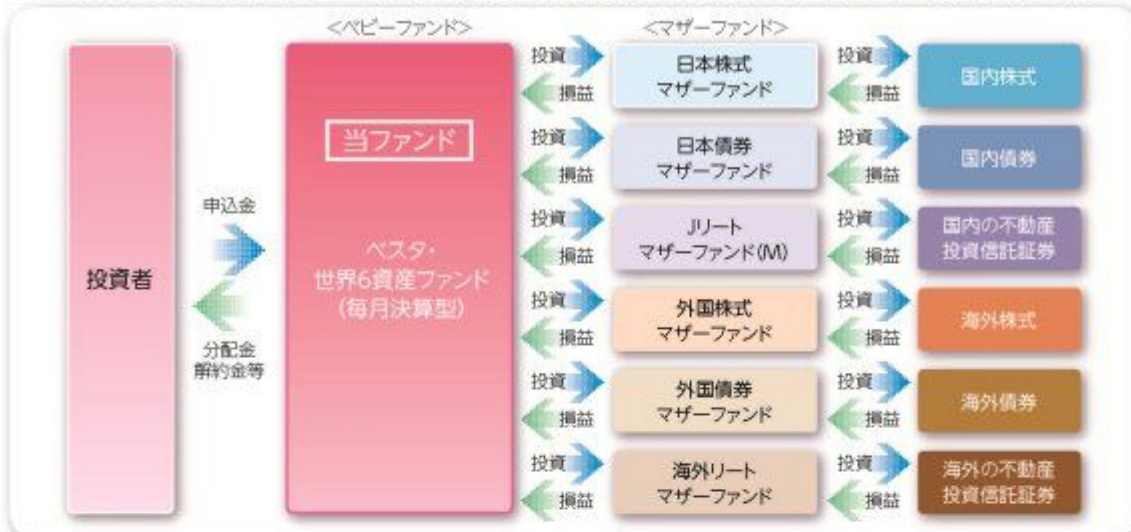 <ベビーファンド>
<マザーファンド>
投資者
申込金
分配金
解約金等
当ファンド
ベスタ・
世界6資産ファンド
(毎月決算型)
投資
損益
日本株式
マザーファンド
投資
損益
国内株式
投資
損益
日本債券
マザーファンド
投資
損益
国内債券
投資
損益
Jリート
マザーファンド(M)
投資
損益
国内の不動産
投資信託証券
投資
損益
外国株式
マザーファンド
投資
損益
海外株式
投資
損益
外国債券
マザーファンド
投資
損益
海外債券
投資
損益
海外リート
マザーファンド
投資
損益
海外の不動産
投資信託証券